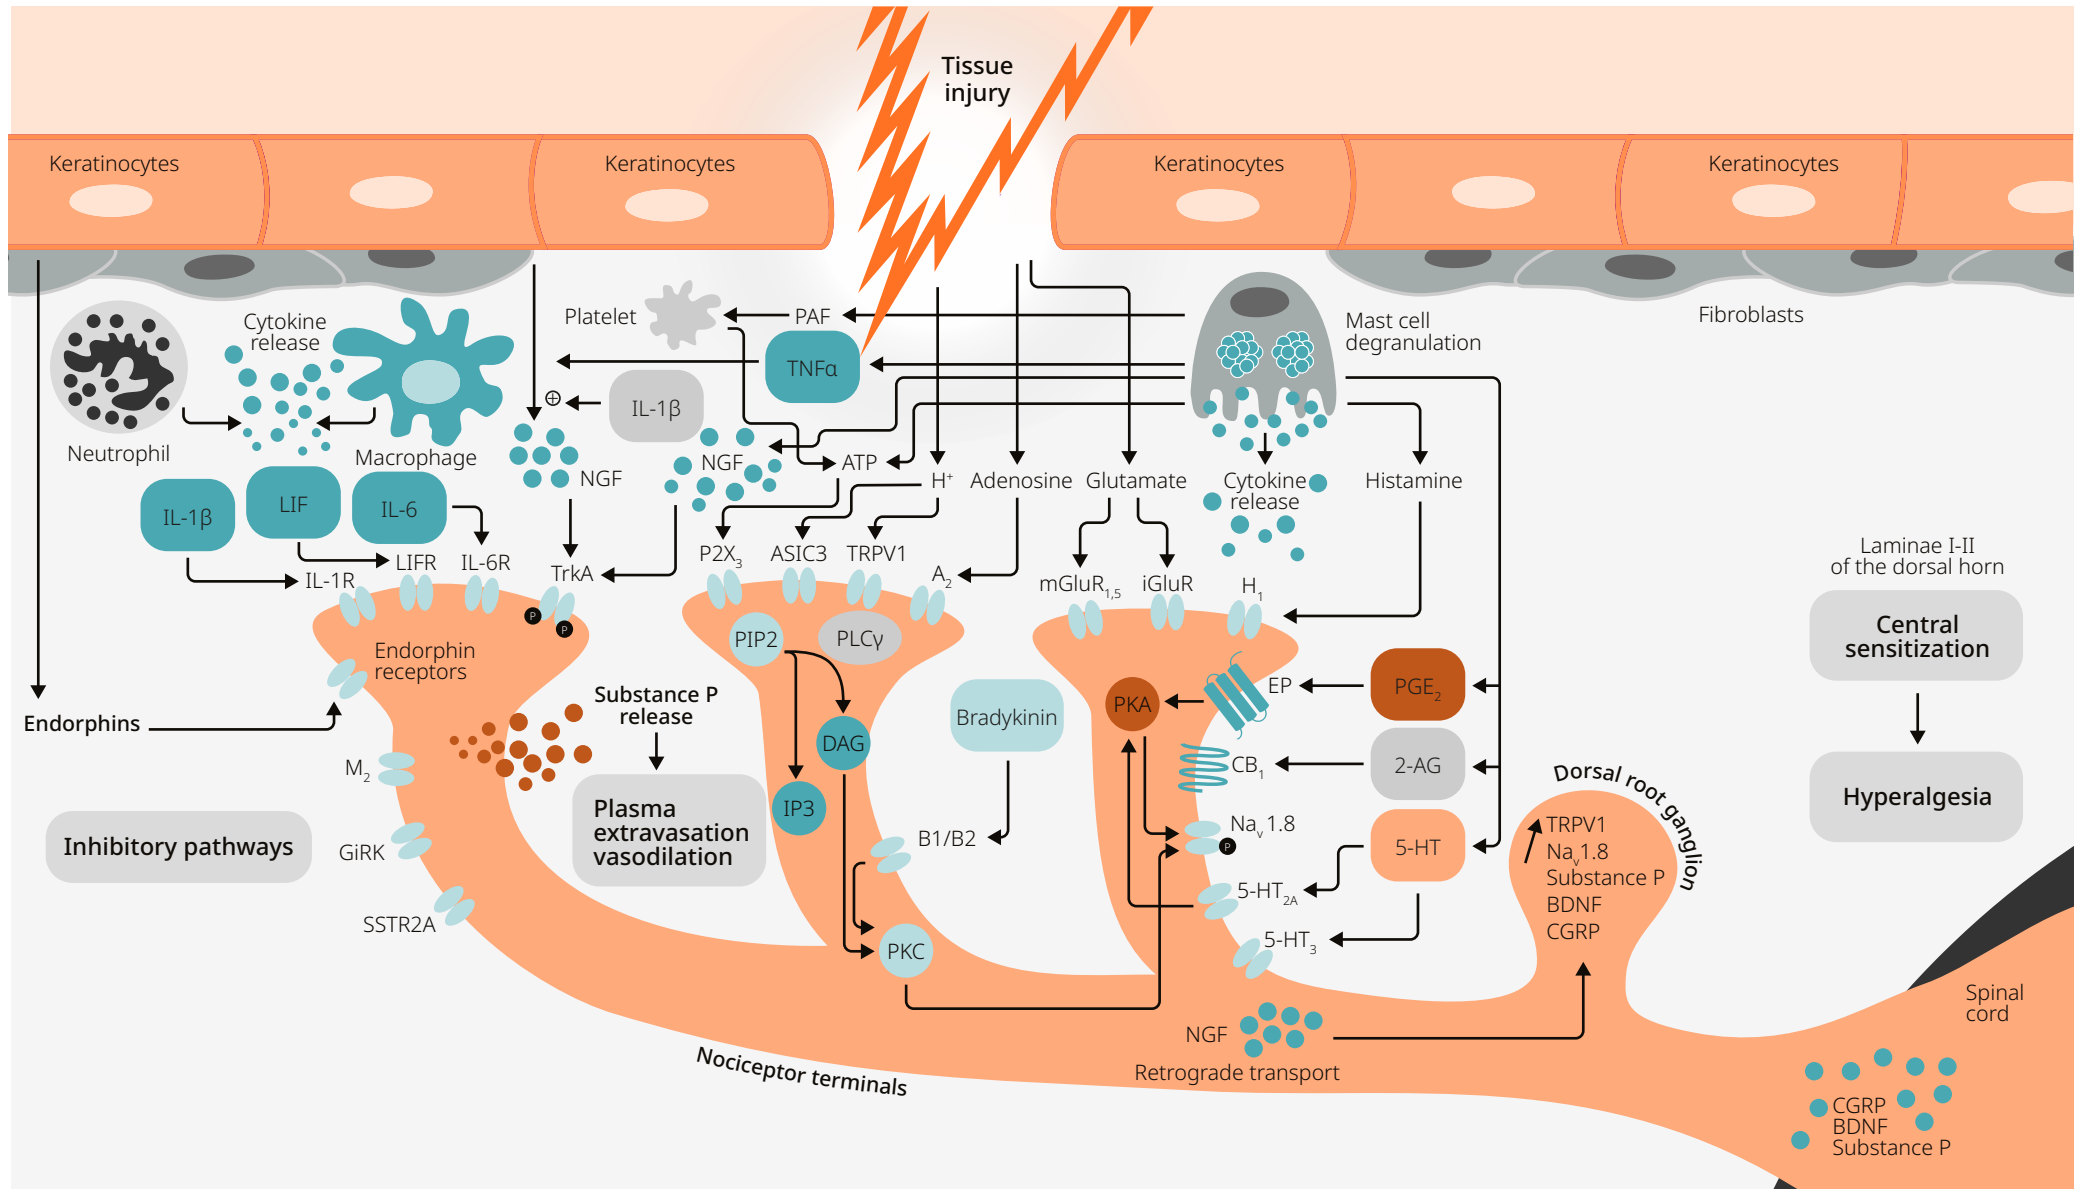 Tissue
injury
Keratinocytes
Keratinocytes
Keratinocytes
Keratinocytes
Fibroblasts
Platelet
PAF
Mast cell
degranulation
Cytokine
release
TNFα
IL-1β
Neutrophil
Macrophage
NGF
NGF
ATP
H+
Adenosine
Glutamate
Cytokine
release
Histamine
IL-1β
LIF
IL-6
IL-1R
LIFR
IL-6R
TrkA
P
P
P2X3
ASIC3
TRPV1
A2
mGluR1,5
iGluR
H1
Laminae I-II
of the dorsal horn
Central
sensitization
Hyperalgesia
Endorphin
receptors
PIP2
PLCγ
Endorphins
Substance P
release
Plasma
extravasation
vasodilation
DAG
IP3
Bradykinin
B1/B2
PKC
PKA
EP
PGE2
CB1
2-AG
Nav1.8
P
5-HT
5-HT2A
5-HT3
M2
GiRK
SSTR2A
Inhibitory pathways
Dorsal root ganglion
TRPV1
Nav1.8
Substance P
BDNF
CGRP
NGF
Retrograde transport
Nociceptor terminals
Spinal
cord
CGRP
BDNF
Substance P